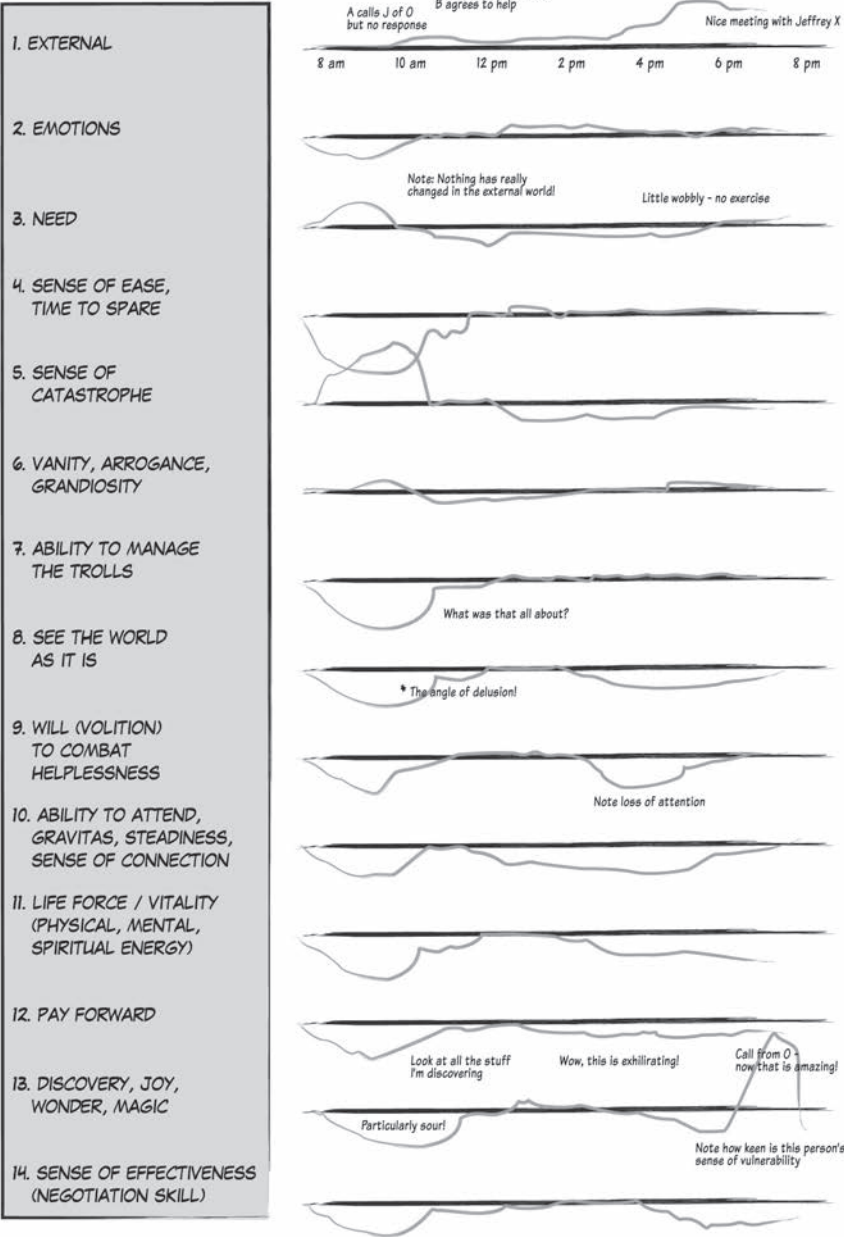 B agrees to help
A calls J of O
but no response
Nice meeting with Jeffrey X
1. EXTERNAL
8 am 10 am 12 pm 2 pm 4 pm 6 pm 8 pm
2. EMOTIONS
Note: Nothing has really
changed in the external world!
Little wobbly - no exercise
3. NEED
4. SENSE OF EASE,
TIME TO SPARE
5. SENSE OF
CATASTROPHE
6. VANITY, ARROGANCE,
GRANDIOSITY
7. ABILITY TO MANAGE
THE TROLLS
What was that all about?
8. SEE THE WORLD
AS IT IS
* The angle of delusion!
9. WILL (VOLITION)
TO COMBAT
HELPLESSNESS
Note loss of attention
10. ABILITY TO ATTEND,
GRAVITAS, STEADINESS,
SENSE OF CONNECTION
11. LIFE FORCE / VITALITY
(PHYSICAL, MENTAL,
SPIRITUAL ENERGY)
12. PAY FORWARD
Look at all the stuff
I'm discovering
Wow, this is exhilirating!
Call from O -
now that is amazing!
13. DISCOVERY, JOY,
WONDER, MAGIC
Particularly sour!
Note how keen is this person's
sense of vulnerability
14. SENSE OF EFFECTIVENESS
(NEGOTIATION SKILL)